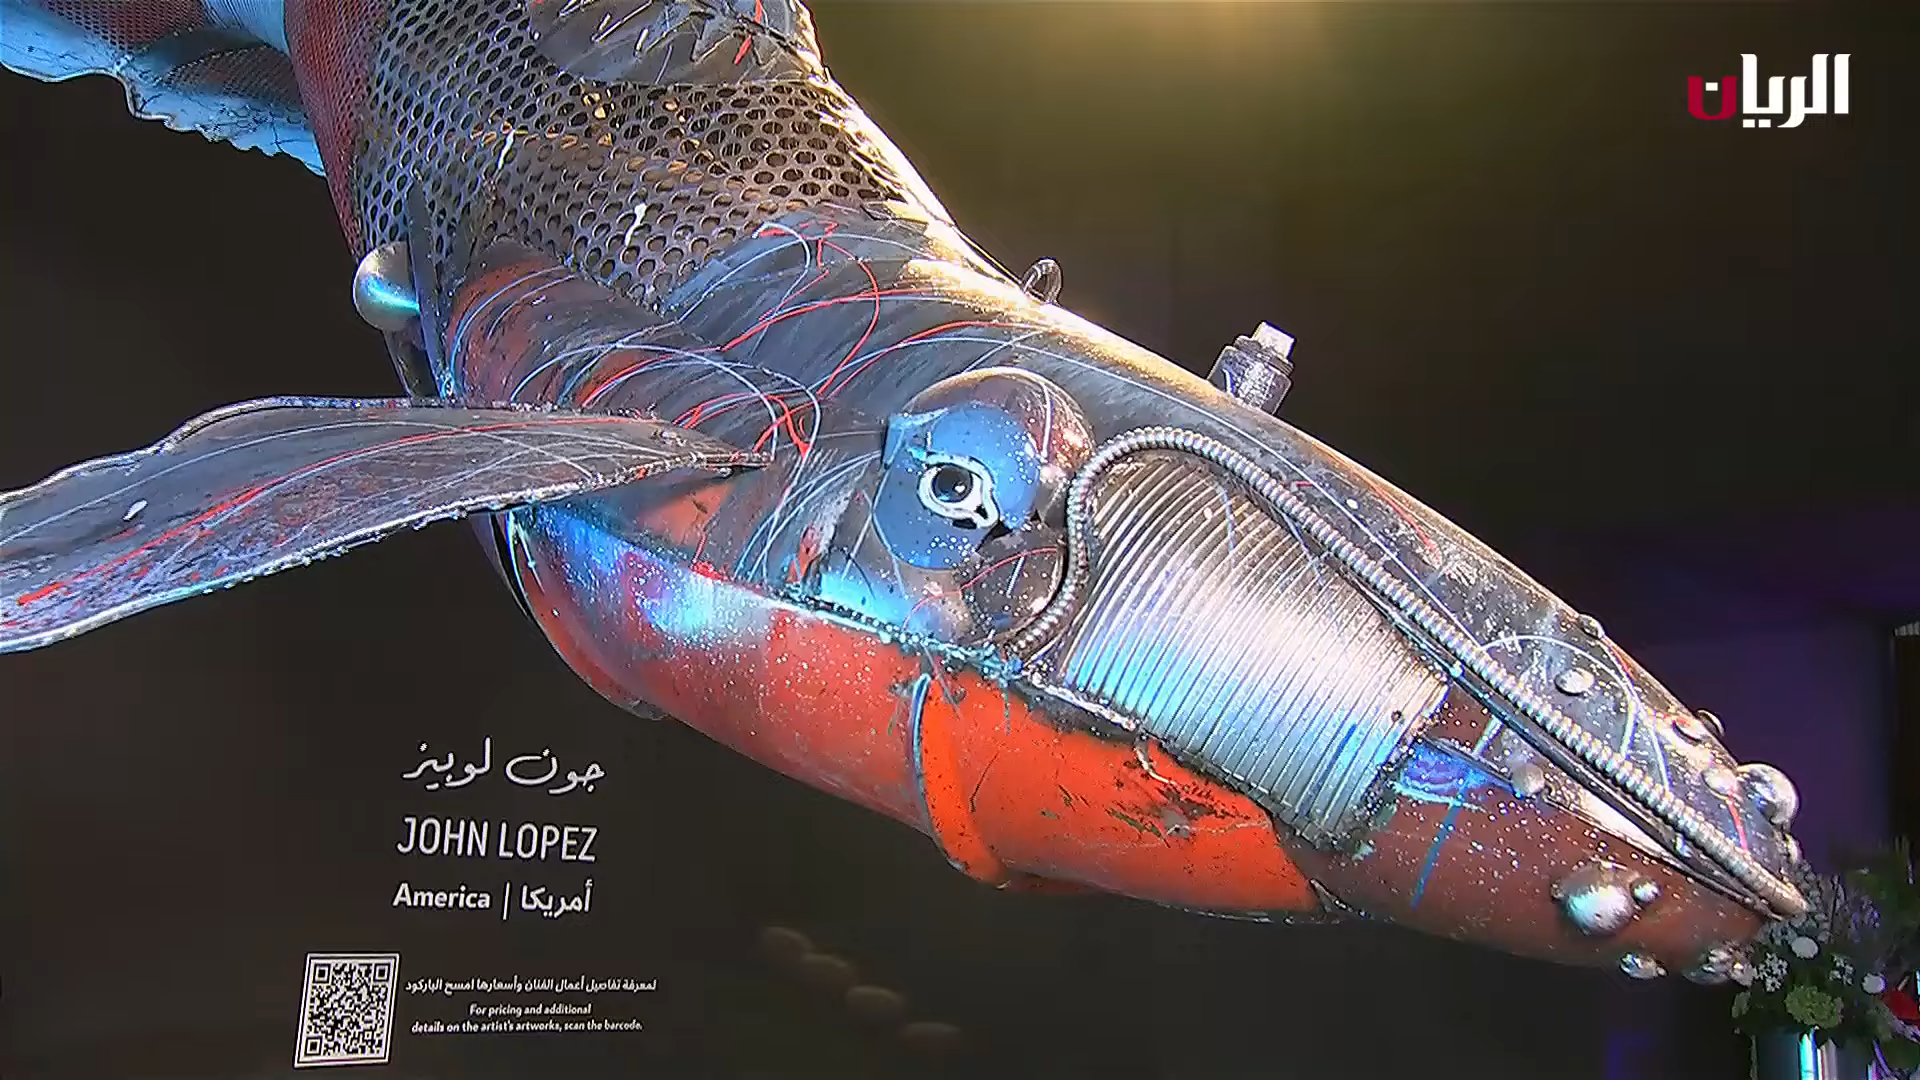 الريان
جون لوبيز
JOHN LOPEZ
America | أمريكا
لمعرفة تفاصيل أعمال الفنان وأسعارها امسح الباركود
For pricing and additional
details on the artist's artworks, scan the barcode.